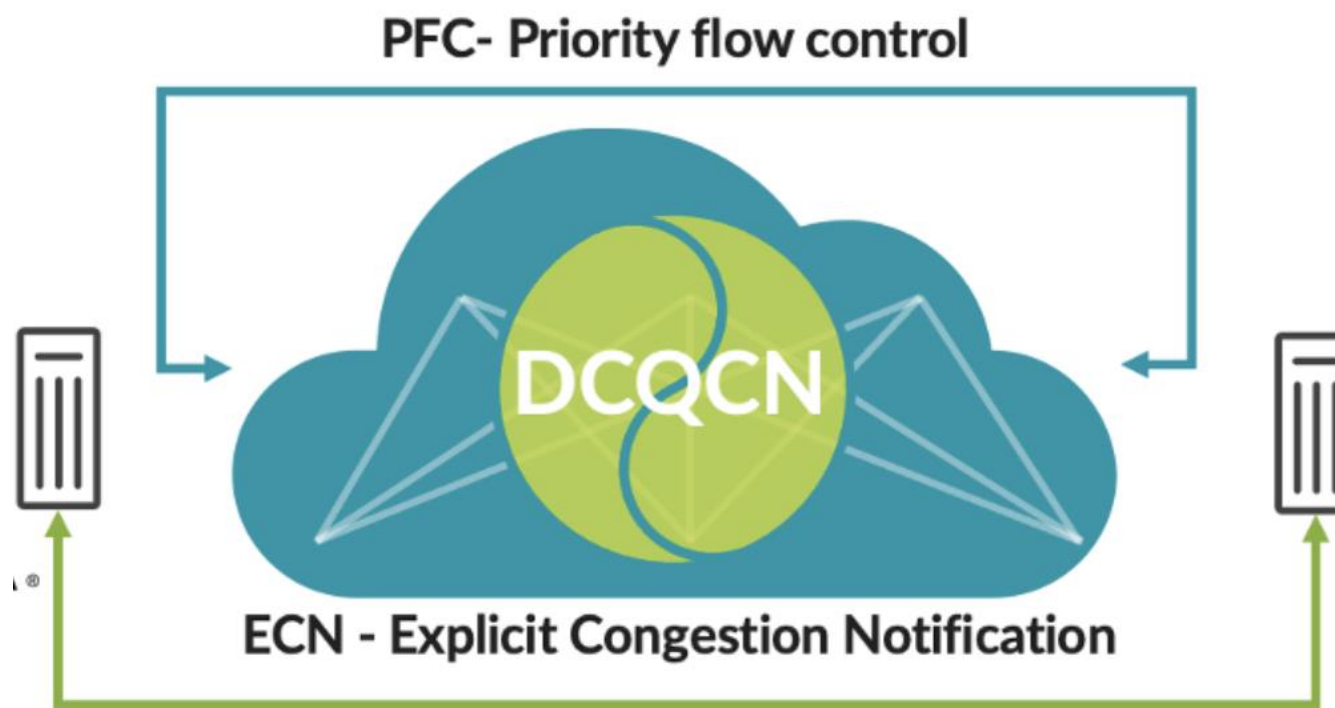 PFC- Priority flow control
DCQCN
®
ECN - Explicit Congestion Notification